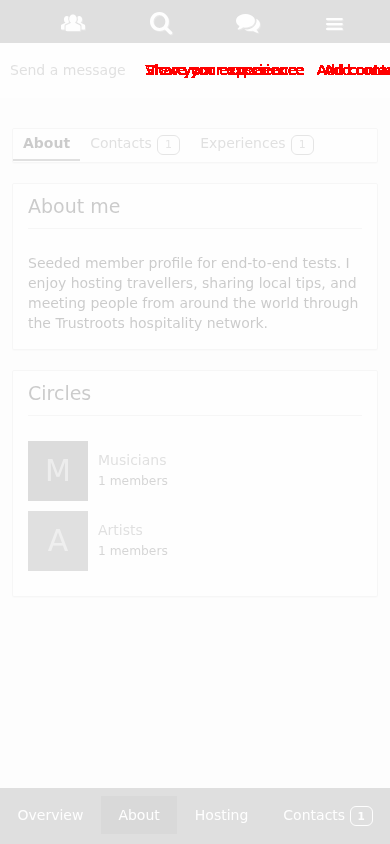 Send a message
About Contacts 1 Experiences 1
About me
Seeded member profile for end-to-end tests. I
enjoy hosting travellers, sharing local tips, and
meeting people from around the world through
the Trustroots hospitality network.
Circles
M
Musicians
1 members
A
Artists
1 members
Overview About Hosting Contacts 1